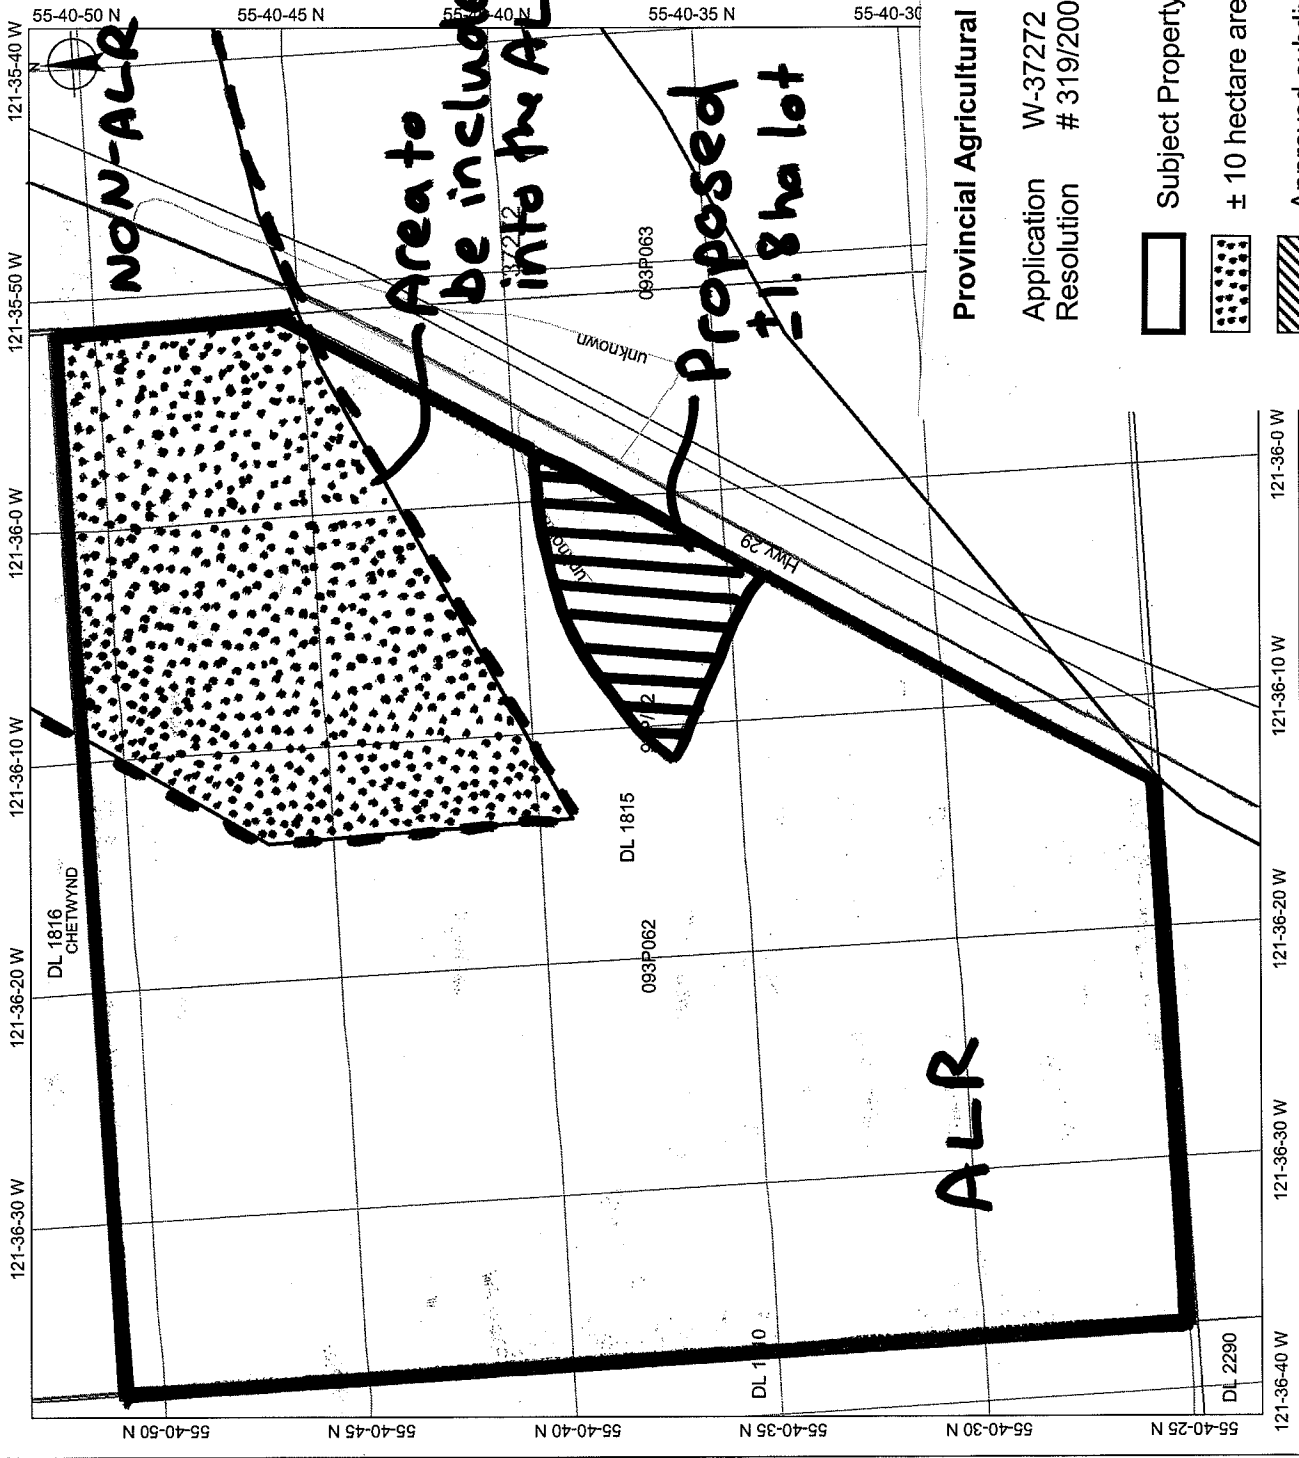 55-40-50 N
55-40-45 N
55-40-40 N
55-40-35 N
55-40-30
121-35-40 W
121-35-50 W
121-36-0 W
121-36-10 W
121-36-20 W
121-36-30 W
N
NON-ALR
Area to
be include
into the AL
37272
093P063
proposed
±1.8 ha lot
unknown
Hwy 29
DL 1816
CHETWYND
DL 1815
093P062
ALR
DL 2290
55-40-50 N
55-40-45 N
55-40-40 N
55-40-35 N
55-40-30 N
55-40-25 N
121-36-0 W
121-36-10 W
121-36-20 W
121-36-30 W
121-36-40 W
Provincial Agricultural
Application W-37272
Resolution # 319/200
Subject Property
± 10 hectare are